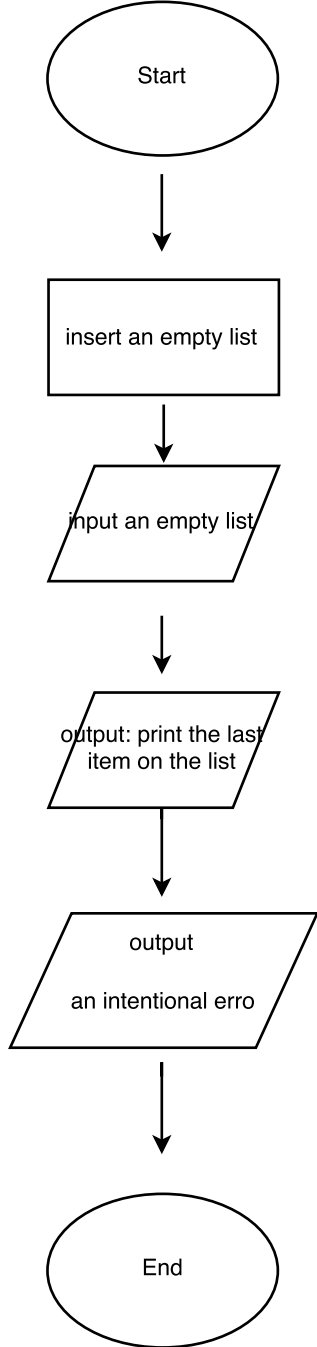 Start
insert an empty list
input an empty list
output: print the last
item on the list
output
an intentional erro
End